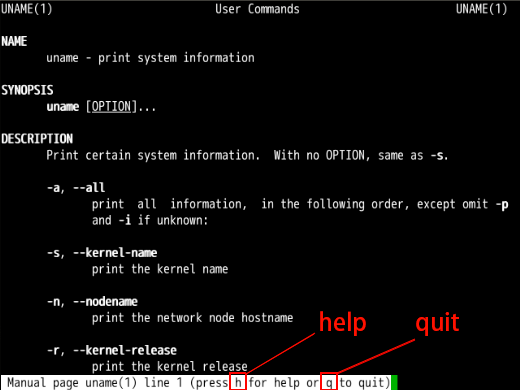 UNAME(1) User Commands UNAME(1)
NAME
uname - print system information
SYNOPSIS
uname [OPTION]...
DESCRIPTION
Print certain system information. With no OPTION, same as -s.
-a, --all
print all information, in the following order, except omit -p
and -i if unknown:
-s, --kernel-name
print the kernel name
-n, --nodename
print the network node hostname
help quit
-r, --kernel-release
print the kernel release
Manual page uname(1) line 1 (press h for help or q to quit)